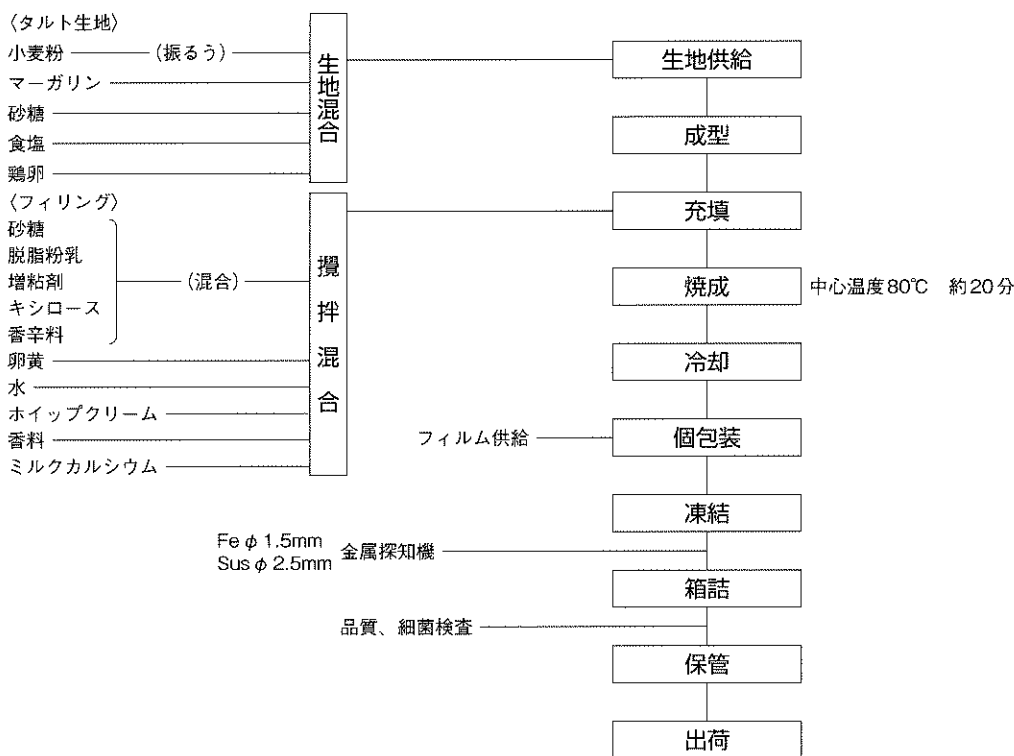 〈タルト生地〉
小麦粉
(振るう)
マーガリン
砂糖
食塩
鶏卵
生地混合
〈フィリング〉
砂糖
脱脂粉乳
増粘剤
キシロース
香辛料
(混合)
卵黄
水
ホイップクリーム
香料
ミルクカルシウム
攪拌混合
生地供給
成型
充填
焼成
中心温度80℃ 約20分
冷却
フィルム供給
個包装
凍結
Fe φ 1.5mm
Sus φ 2.5mm
金属探知機
箱詰
品質、細菌検査
保管
出荷